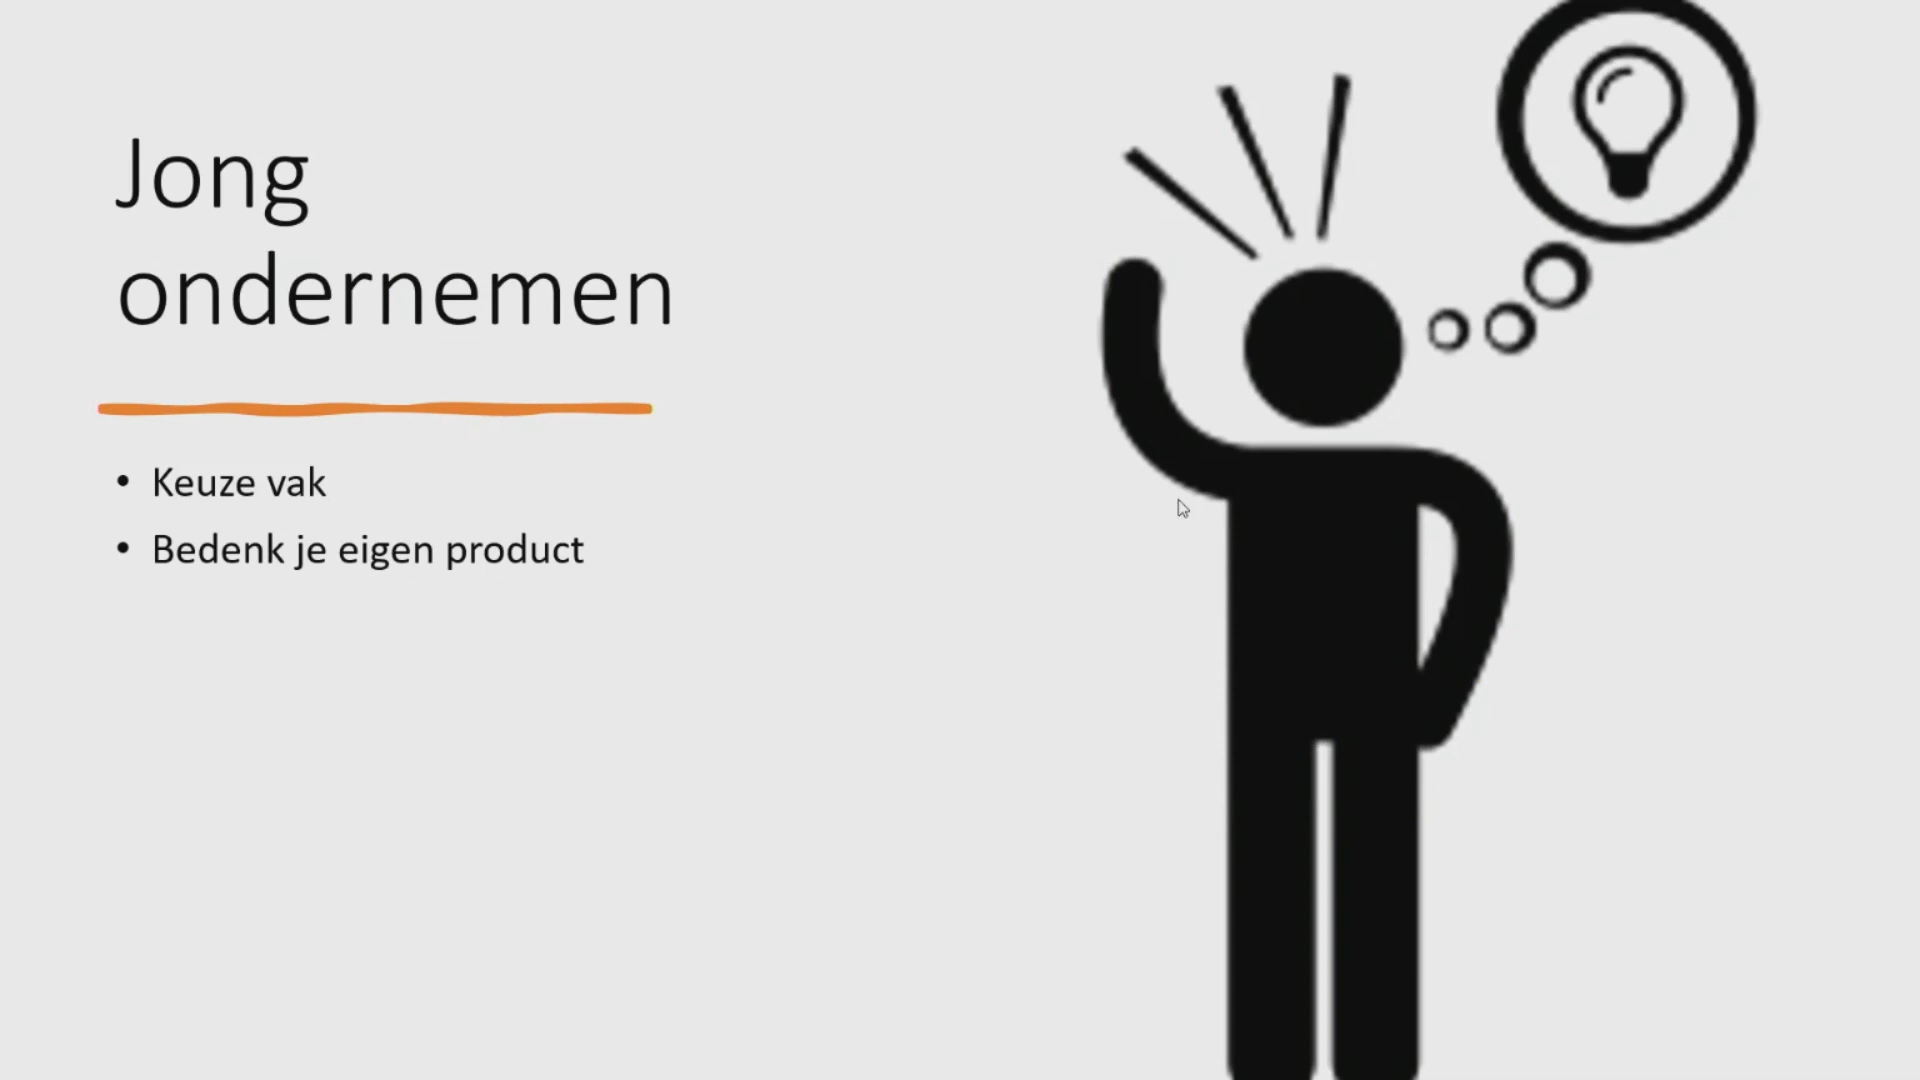 Jong
ondernemen
• Keuze vak
• Bedenk je eigen product